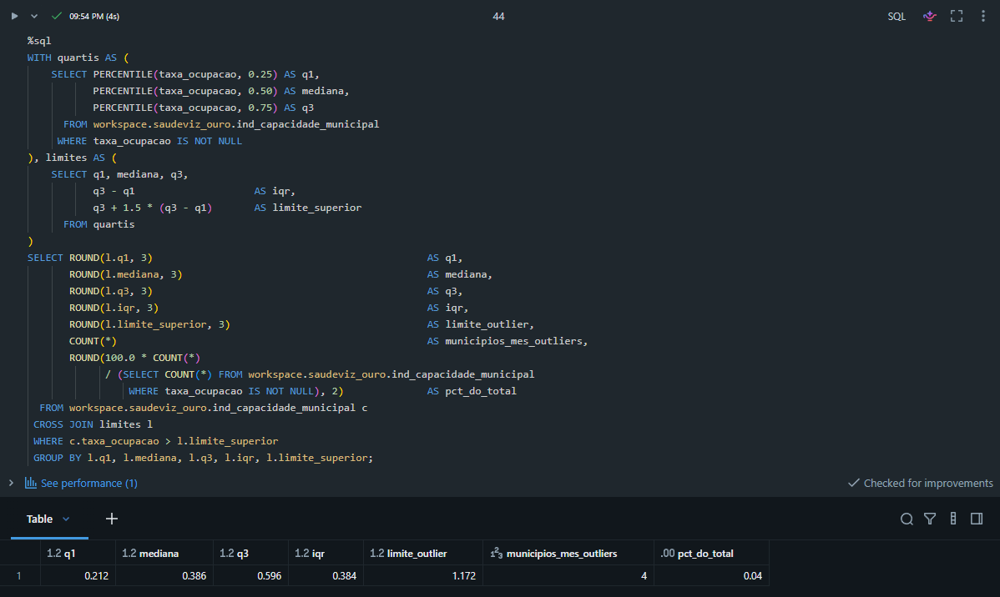 09:54 PM (4s)
44
SQL
%sql
WITH quartis AS (
    SELECT PERCENTILE(taxa_ocupacao, 0.25) AS q1,
           PERCENTILE(taxa_ocupacao, 0.50) AS mediana,
           PERCENTILE(taxa_ocupacao, 0.75) AS q3
      FROM workspace.saudeviz_ouro.ind_capacidade_municipal
     WHERE taxa_ocupacao IS NOT NULL
), limites AS (
    SELECT q1, mediana, q3,
           q3 - q1                    AS iqr,
           q3 + 1.5 * (q3 - q1)       AS limite_superior
      FROM quartis
)
SELECT ROUND(l.q1, 3)                                              AS q1,
       ROUND(l.mediana, 3)                                         AS mediana,
       ROUND(l.q3, 3)                                              AS q3,
       ROUND(l.iqr, 3)                                             AS iqr,
       ROUND(l.limite_superior, 3)                                 AS limite_outlier,
       COUNT(*)                                                    AS municipios_mes_outliers,
       ROUND(100.0 * COUNT(*)
             / (SELECT COUNT(*) FROM workspace.saudeviz_ouro.ind_capacidade_municipal
                 WHERE taxa_ocupacao IS NOT NULL), 2)              AS pct_do_total
  FROM workspace.saudeviz_ouro.ind_capacidade_municipal c
 CROSS JOIN limites l
 WHERE c.taxa_ocupacao > l.limite_superior
 GROUP BY l.q1, l.mediana, l.q3, l.iqr, l.limite_superior;
See performance (1)
Checked for improvements
Table
1.2 q1 1.2 mediana 1.2 q3 1.2 iqr 1.2 limite_outlier 123 municipios_mes_outliers .00 pct_do_total
1 0.212 0.386 0.596 0.384 1.172 4 0.04